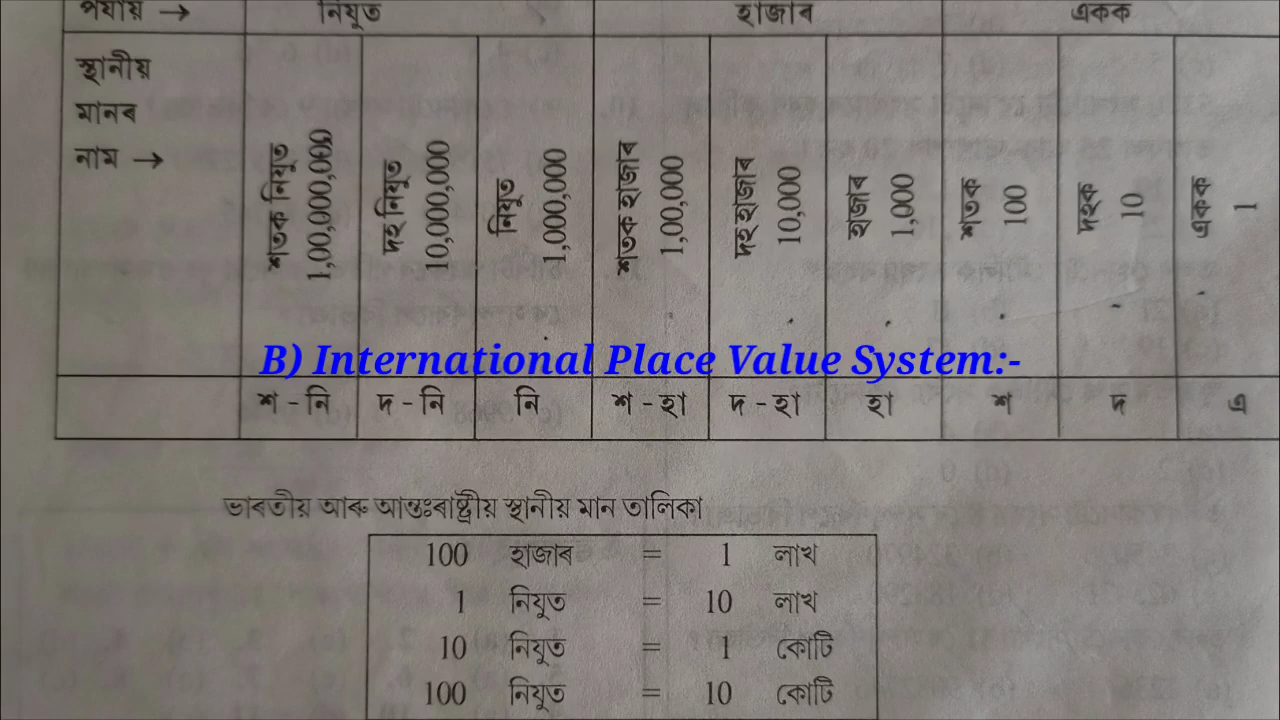 পৰ্যায় → নিযুত হাজাৰ একক
স্থানীয়
মানৰ
নাম →
শতক নিযুত
1,00,000,000
দহ নিযুত
10,000,000
নিযুত
1,000,000
শতক হাজাৰ
1,00,000
দহ হাজাৰ
10,000
হাজাৰ
1,000
শতক
100
দহক
10
একক
1
B) International Place Value System:-
শ - নি দ - নি নি শ - হা দ - হা হা শ দ এ
ভাৰতীয় আৰু আন্তঃৰাষ্ট্ৰীয় স্থানীয় মান তালিকা
100 হাজাৰ = 1 লাখ
1 নিযুত = 10 লাখ
10 নিযুত = 1 কোটি
100 নিযুত = 10 কোটি